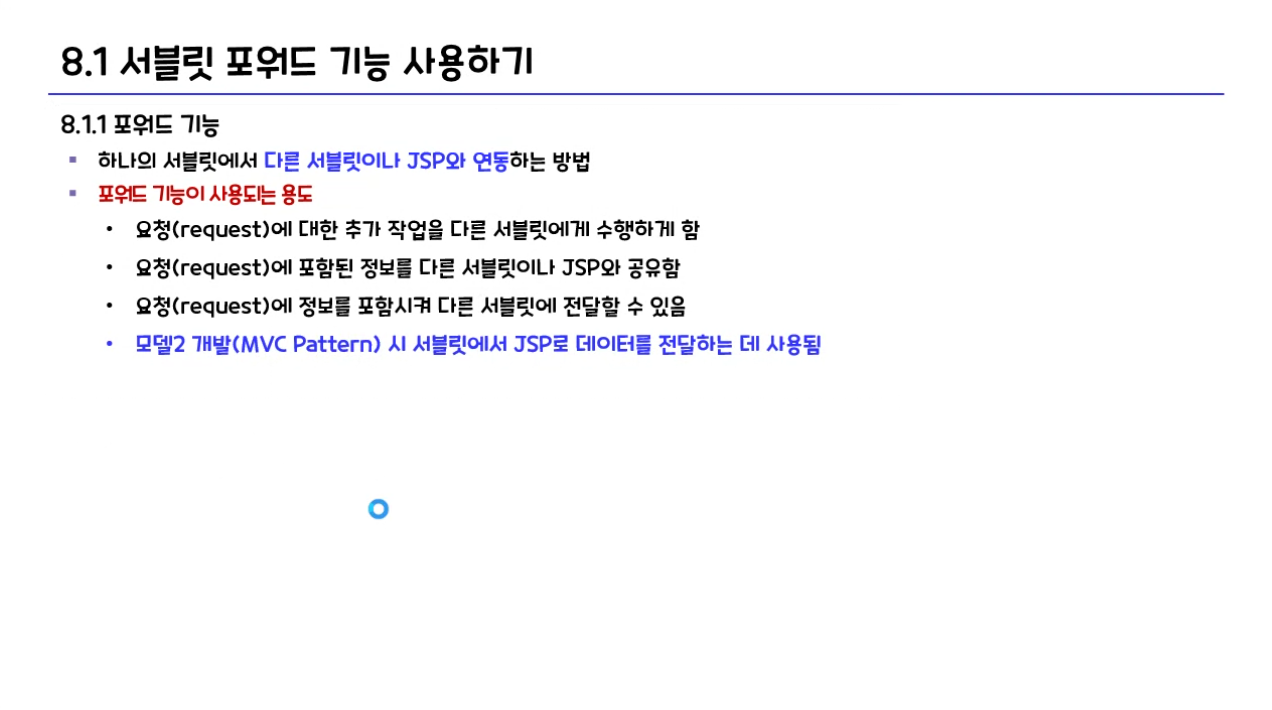 8.1 서블릿 포워드 기능 사용하기
8.1.1 포워드 기능
▪ 하나의 서블릿에서 다른 서블릿이나 JSP와 연동하는 방법
▪ 포워드 기능이 사용되는 용도
• 요청(request)에 대한 추가 작업을 다른 서블릿에게 수행하게 함
• 요청(request)에 포함된 정보를 다른 서블릿이나 JSP와 공유함
• 요청(request)에 정보를 포함시켜 다른 서블릿에 전달할 수 있음
• 모델2 개발(MVC Pattern) 시 서블릿에서 JSP로 데이터를 전달하는 데 사용됨